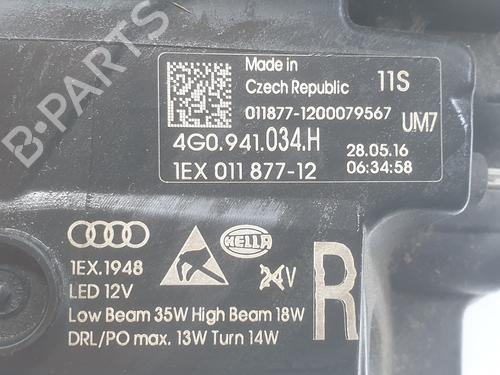 B-PARTS
Made in
Czech Republic 11S
011877-1200079567
UM7
4G0.941.034.H 28.05.16
1EX 011 877-12 06:34:58
HELLA
1EX.1948 24V
LED 12V
R
Low Beam 35W High Beam 18W
DRL/PO max. 13W Turn 14W